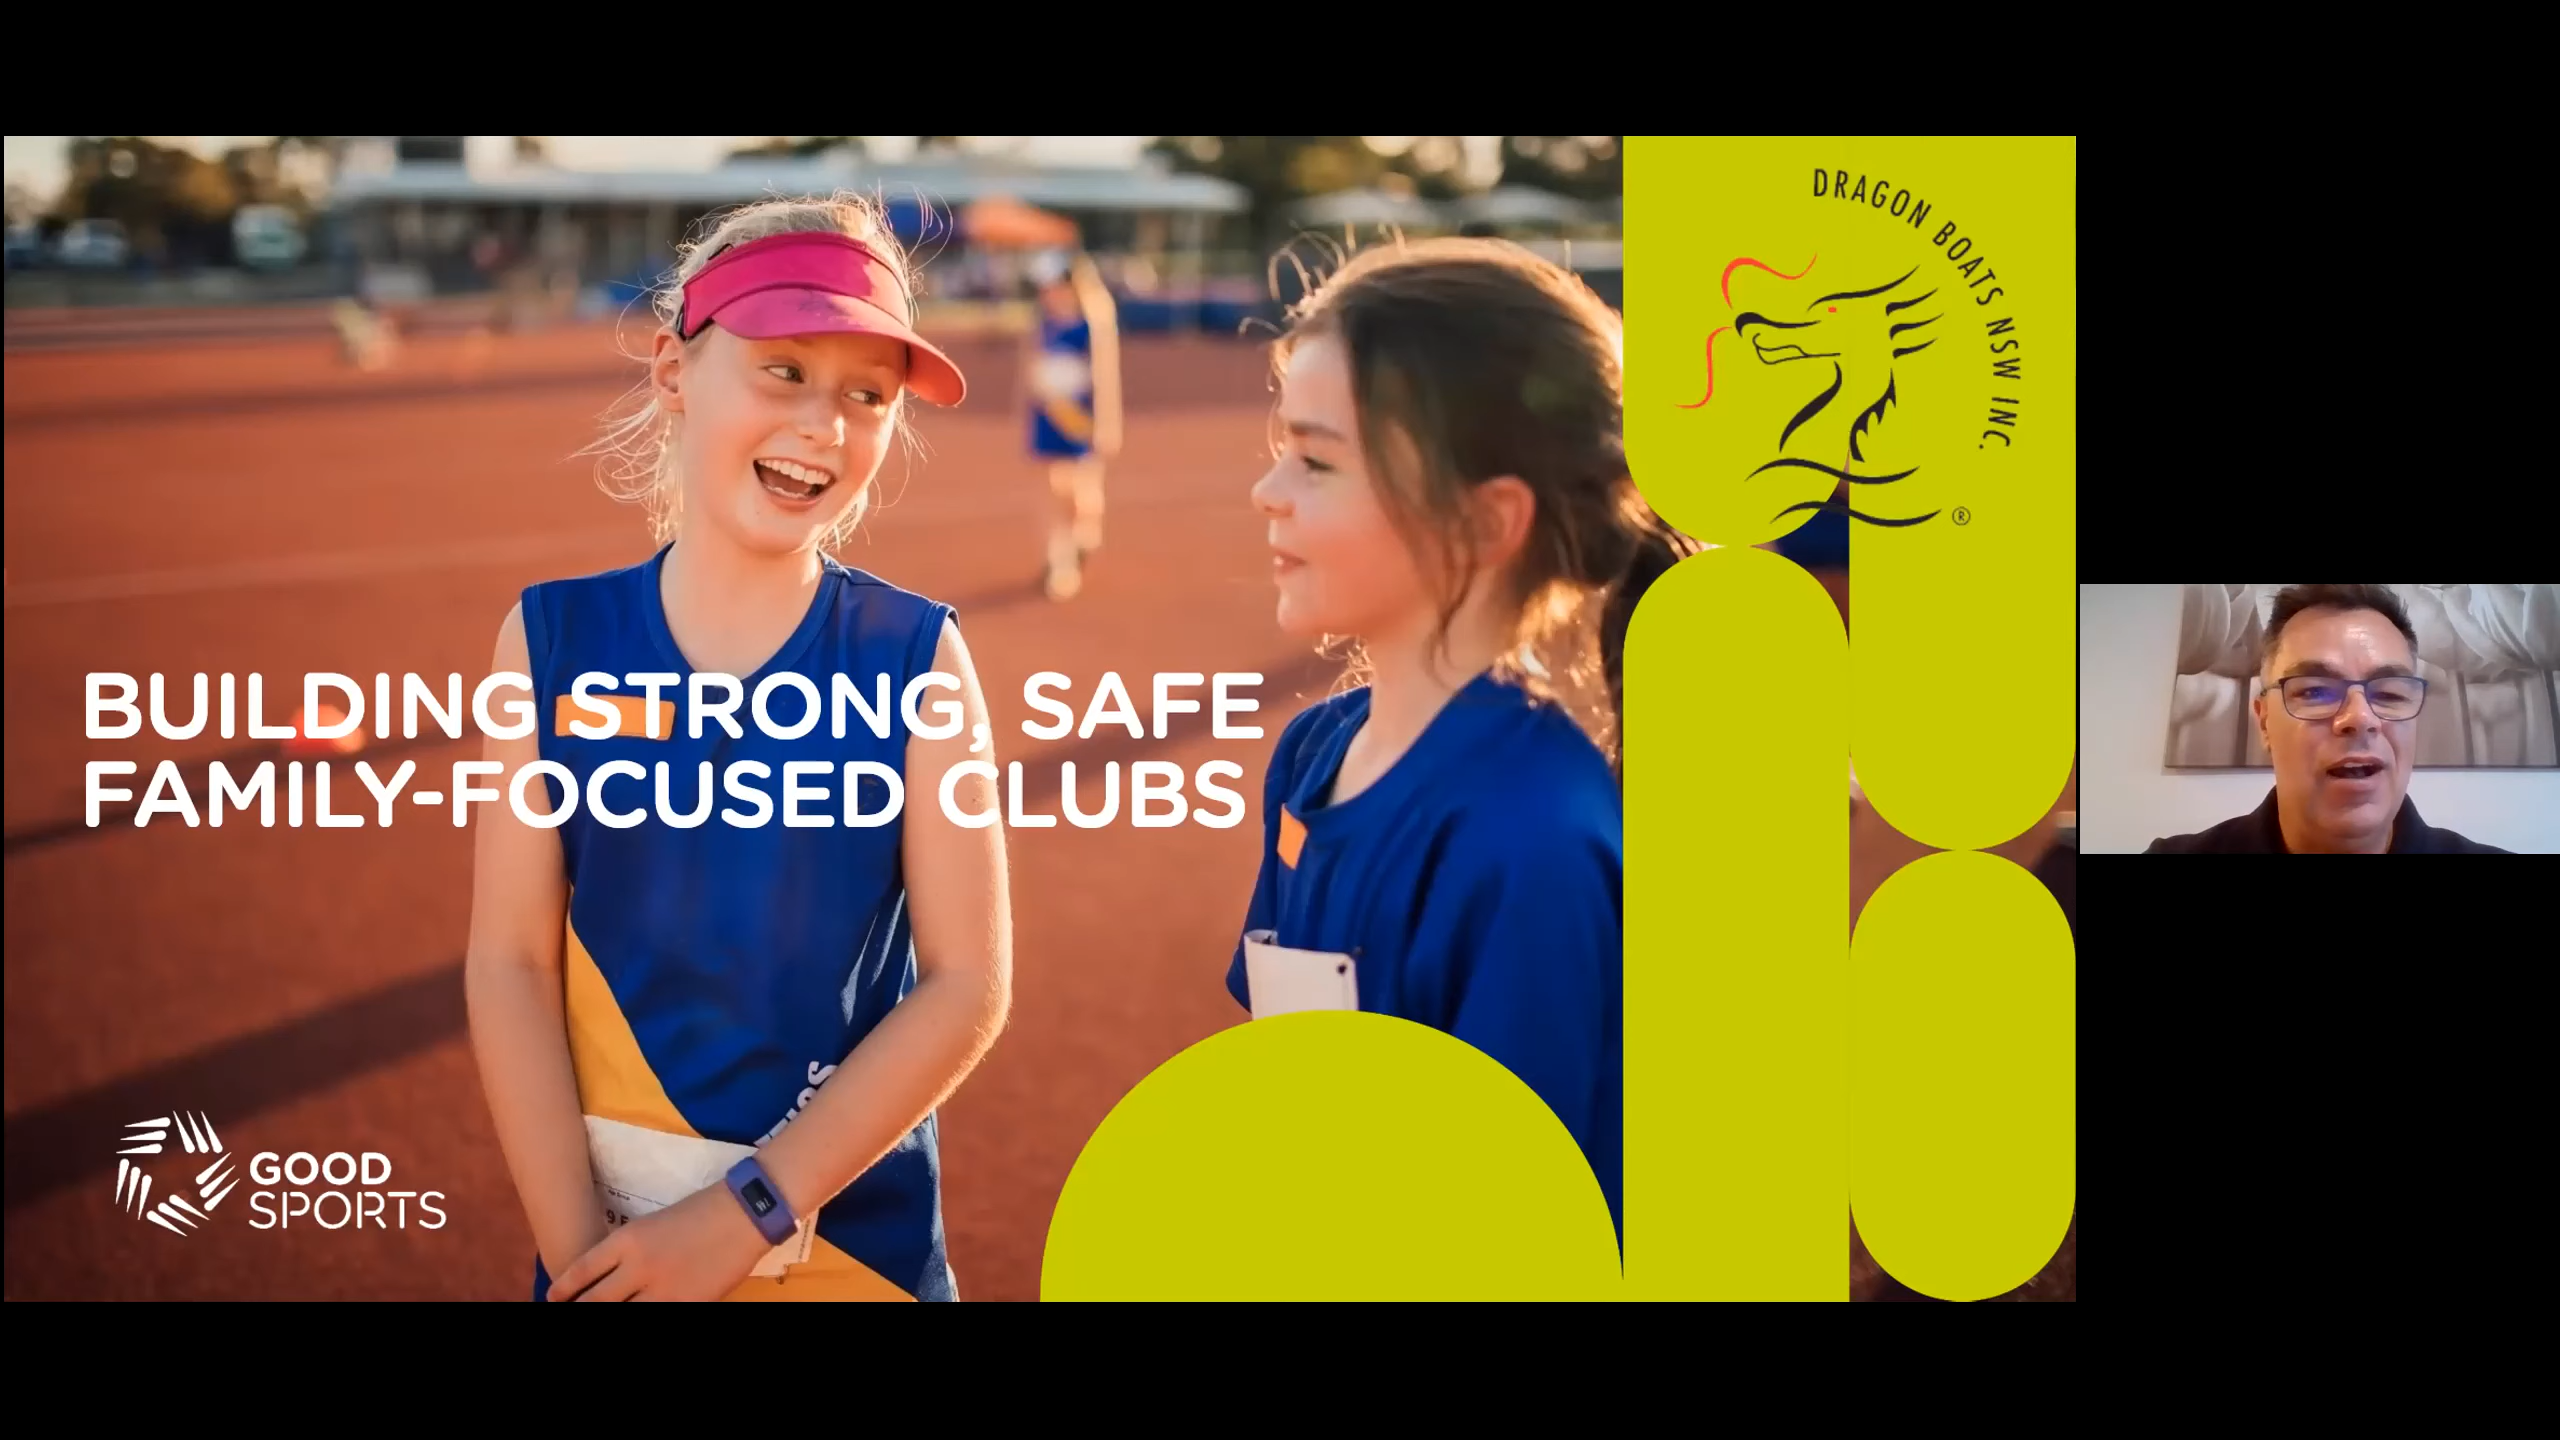 DRAGON BOATS NSW INC.
®
BUILDING STRONG, SAFE
FAMILY-FOCUSED CLUBS
GOOD
SPORTS